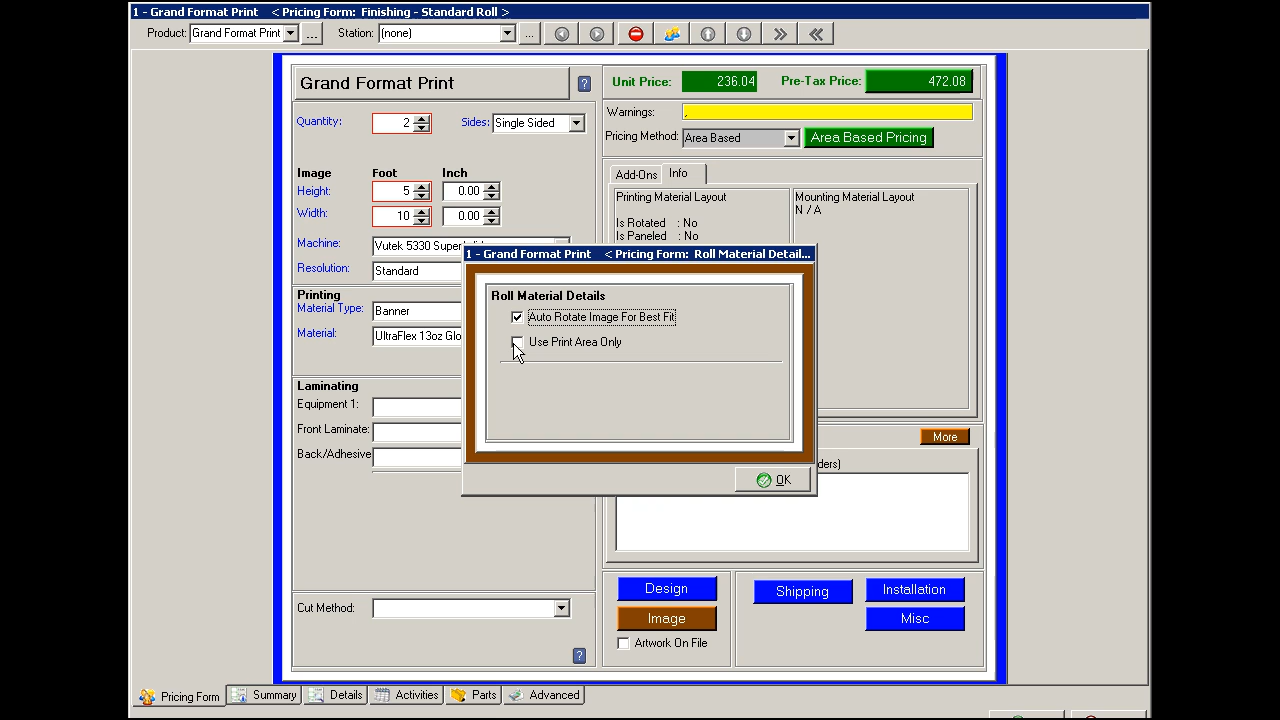 1 - Grand Format Print    < Pricing Form:  Finishing - Standard Roll >
Product: Grand Format Print ... Station: (none) ...
Grand Format Print ?
Unit Price: 236.04 Pre-Tax Price: 472.08
Warnings: ,
Quantity: 2 Sides: Single Sided
Pricing Method: Area Based Area Based Pricing
Image Foot Inch
Height: 5 0.00
Width: 10 0.00
Add-Ons Info
Printing Material Layout
Is Rotated : No
Is Paneled : No
Mounting Material Layout
N / A
Machine: Vutek 5330 Super
Resolution: Standard
Printing
Material Type: Banner
Material: UltraFlex 13oz Glo
1 - Grand Format Print    < Pricing Form:  Roll Material Detail...
Roll Material Details
Auto Rotate Image For Best Fit
Use Print Area Only
OK
Laminating
Equipment 1:
Front Laminate:
Back/Adhesive
More
ders)
Cut Method:
?
Design
Image
Artwork On File
Shipping
Installation
Misc
Pricing Form Summary Details Activities Parts Advanced